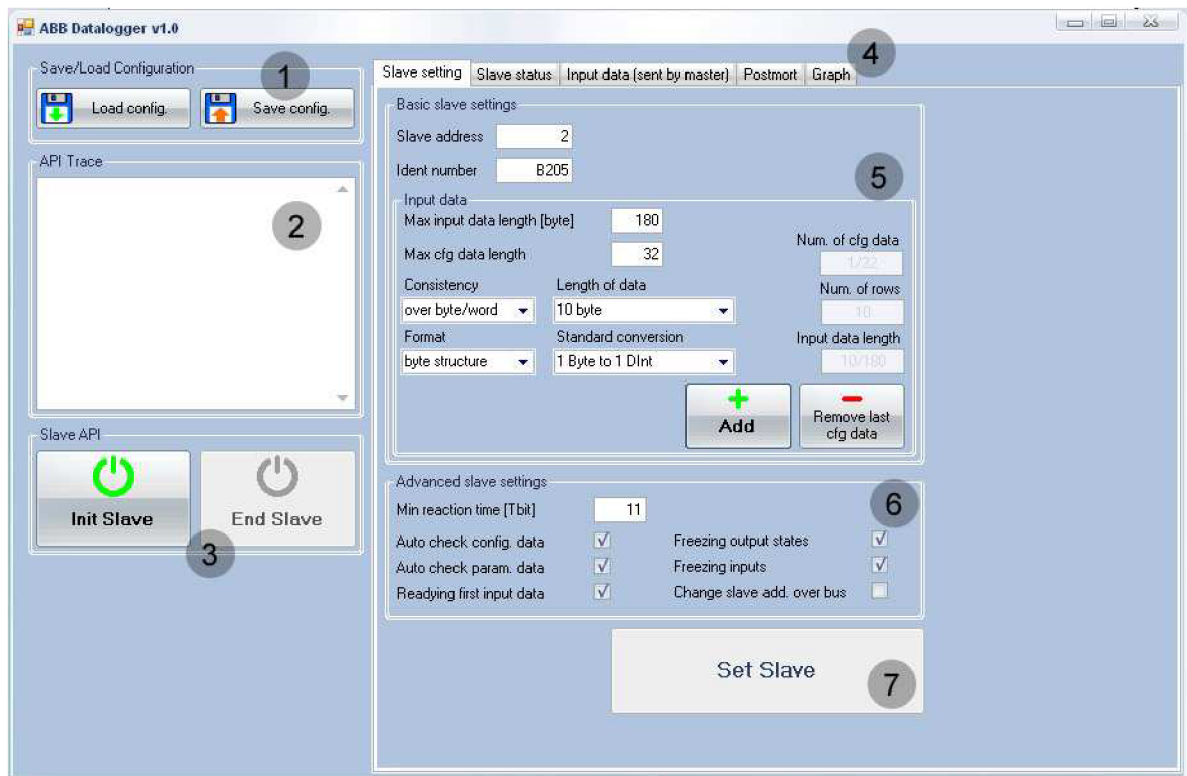 ABB Datalogger v1.0
Save/Load Configuration
1
Load config.
Save config.
API Trace
2
Slave API
Init Slave
End Slave
3
4
Slave setting
Slave status
Input data (sent by master)
Postmort
Graph
Basic slave settings
Slave address 2
Ident number B205
5
Input data
Max input data length [byte] 180
Max cfg data length 32
Num. of cfg data
1/32
Consistency
Length of data
Num. of rows
over byte/word
10 byte
10
Format
Standard conversion
Input data length
byte structure
1 Byte to 1 DInt
10/180
Add
Remove last
cfg data
Advanced slave settings
Min reaction time [Tbit] 11
6
Auto check config. data
Freezing output states
Auto check param. data
Freezing inputs
Readying first input data
Change slave add. over bus
Set Slave
7